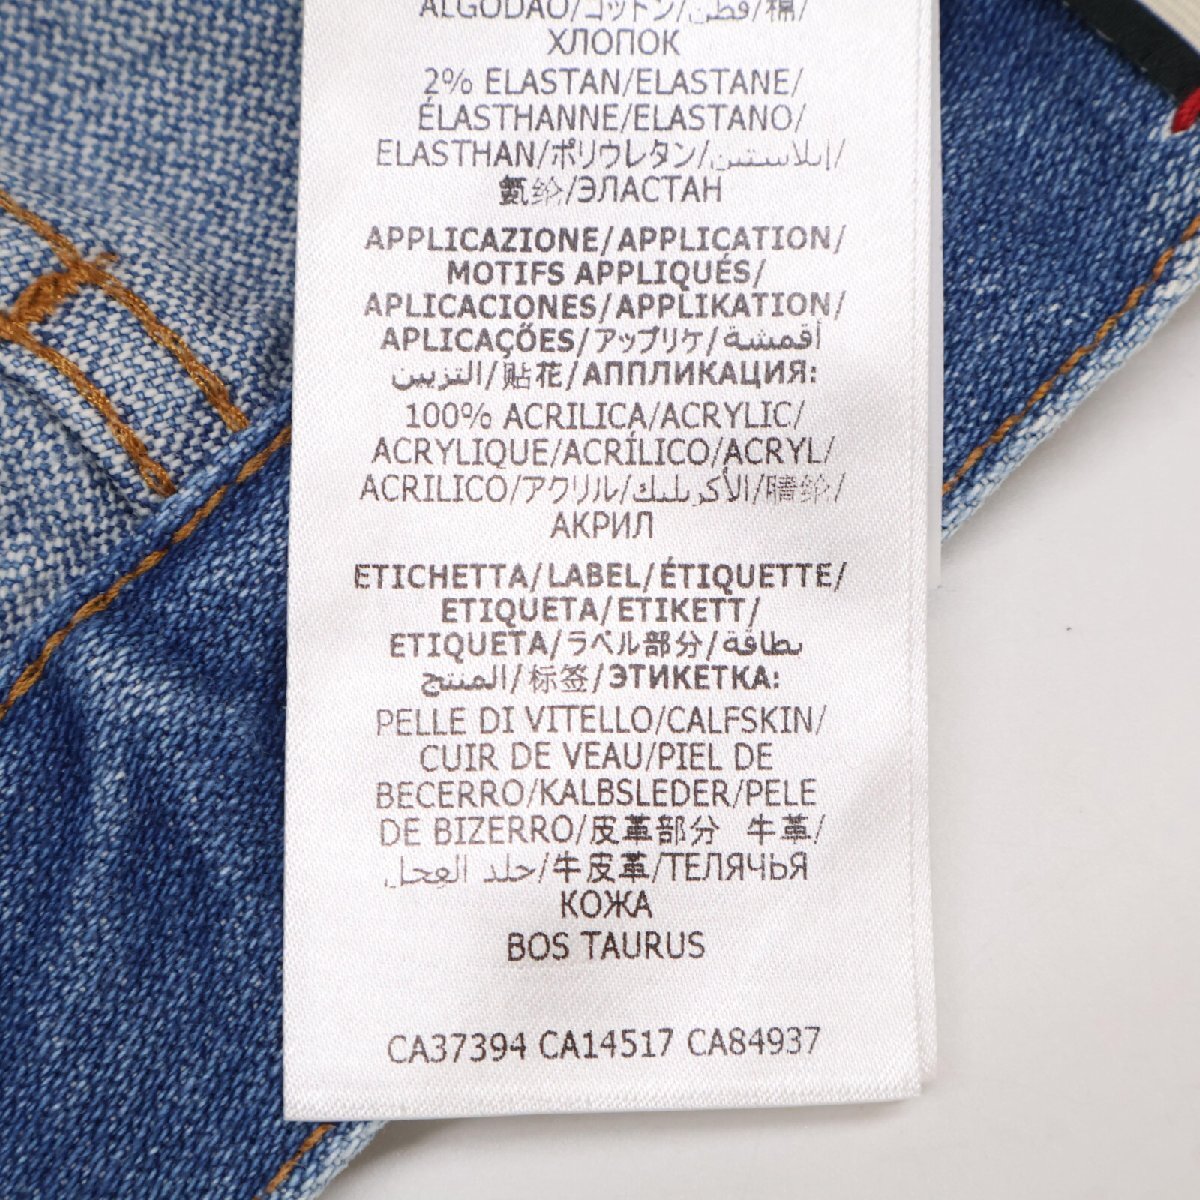 ALGODÃO/コットン/قطن/棉/
ХЛОПОК
2% ELASTAN/ELASTANE/
ÉLASTHANNE/ELASTANO/
ELASTHAN/ポリウレタン/إيلاستين/
氨纶/ЭЛАСТАН
APPLICAZIONE/APPLICATION/
MOTIFS APPLIQUÉS/
APLICACIONES/APPLIKATION/
APLICAÇÕES/アップリケ/أقمشة
التزيين/贴花/АППЛИКАЦИЯ:
100% ACRILICA/ACRYLIC/
ACRYLIQUE/ACRÍLICO/ACRYL/
ACRILICO/アクリル/الأكريليك/腈纶/
АКРИЛ
ETICHETTA/LABEL/ÉTIQUETTE/
ETIQUETA/ETIKETT/
ETIQUETA/ラベル部分/بطاقة
المنتج/标签/ЭТИКЕТКА:
PELLE DI VITELLO/CALFSKIN/
CUIR DE VEAU/PIEL DE
BECERRO/KALBSLEDER/PELE
DE BIZERRO/皮革部分 牛革/
جلد العجل/牛皮革/ТЕЛЯЧЬЯ
КОЖА
BOS TAURUS
CA37394 CA14517 CA84937